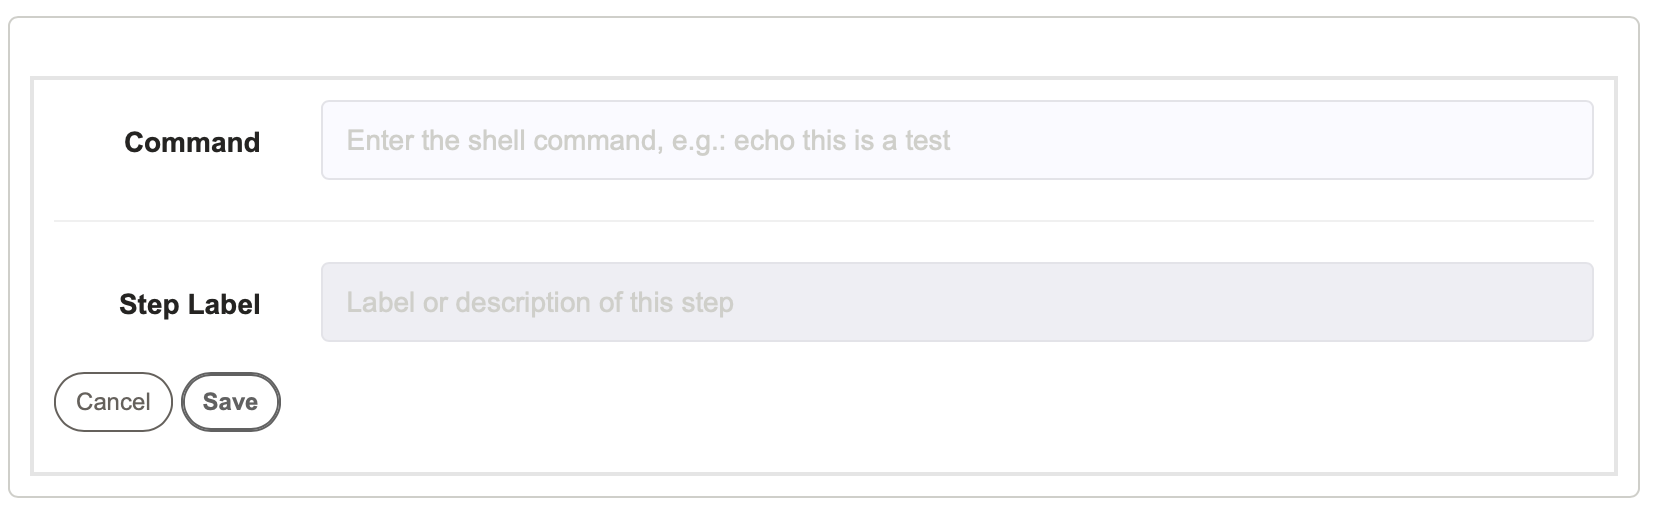 Command
Enter the shell command, e.g.: echo this is a test
Step Label
Label or description of this step
Cancel
Save